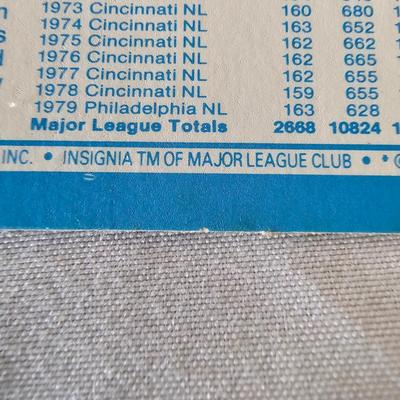 1973 Cincinnati NL 160 680
1974 Cincinnati NL 163 652
1975 Cincinnati NL 162 662
1976 Cincinnati NL 162 665
1977 Cincinnati NL 162 655
1978 Cincinnati NL 159 655
1979 Philadelphia NL 163 628
Major League Totals 2668 10824
INC. • INSIGNIA TM OF MAJOR LEAGUE CLUB • * ©